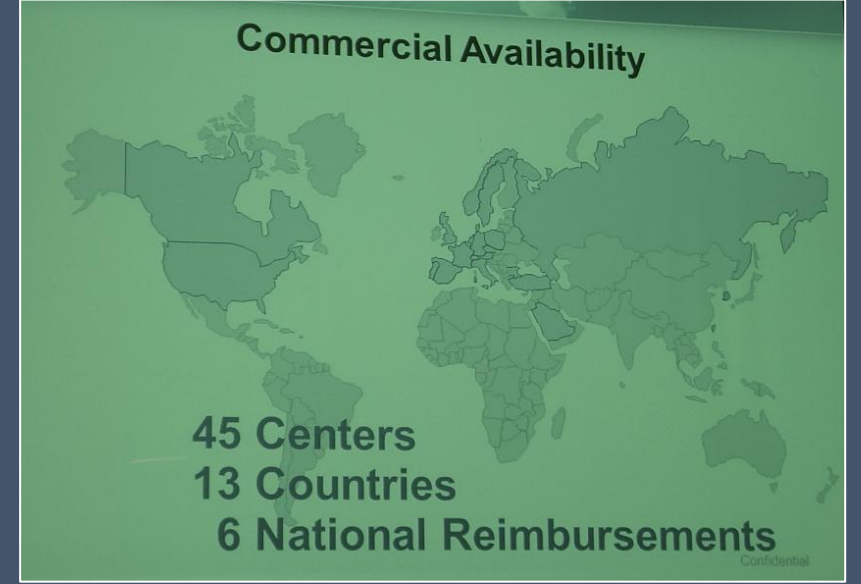 Commercial Availability
45 Centers
13 Countries
6 National Reimbursements
Confidential